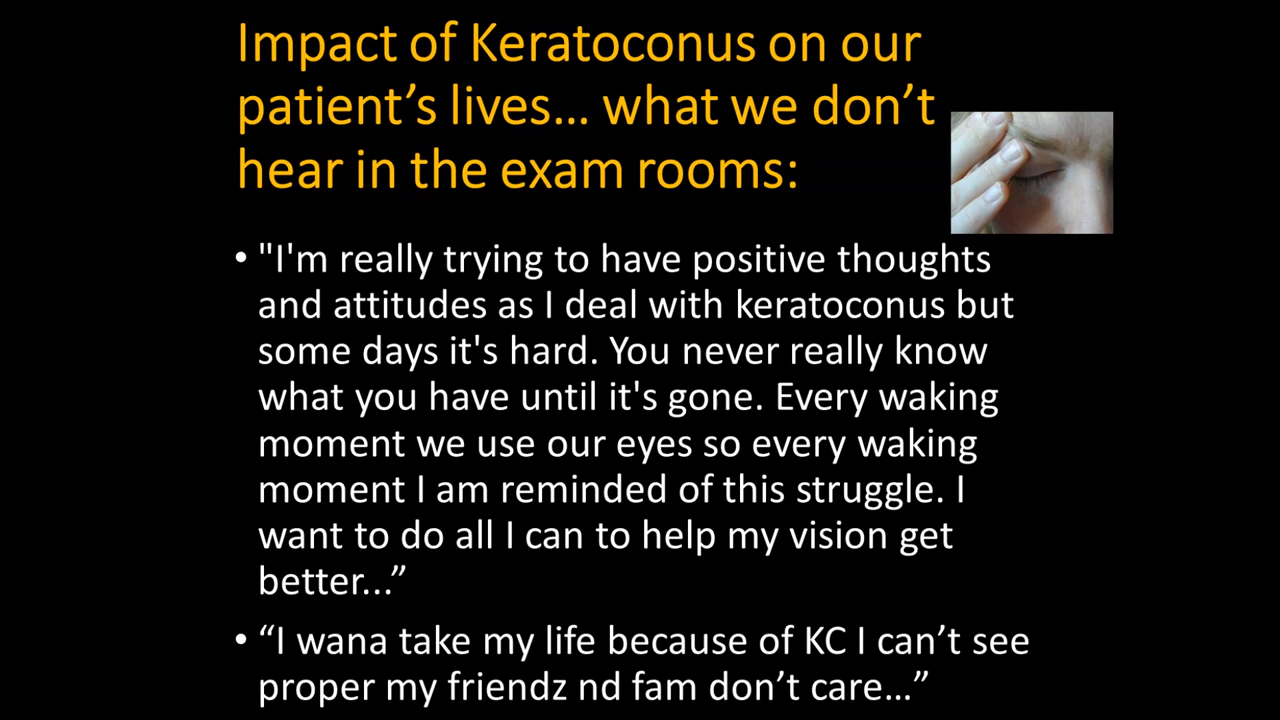 Impact of Keratoconus on our
patient’s lives… what we don’t
hear in the exam rooms:
• "I'm really trying to have positive thoughts
and attitudes as I deal with keratoconus but
some days it's hard. You never really know
what you have until it's gone. Every waking
moment we use our eyes so every waking
moment I am reminded of this struggle. I
want to do all I can to help my vision get
better...”
• “I wana take my life because of KC I can’t see
proper my friendz nd fam don’t care…”